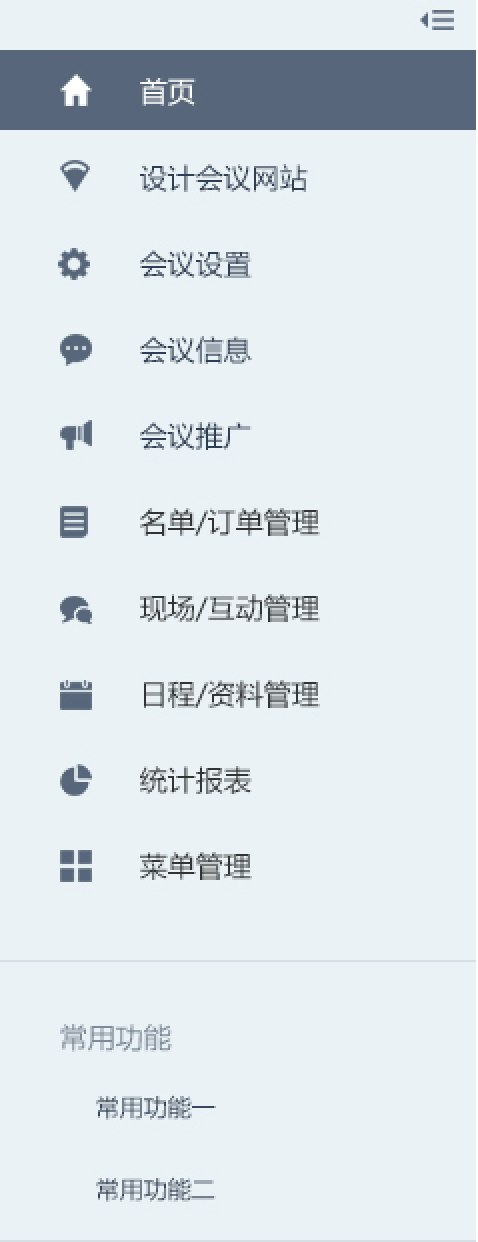 首页
设计会议网站
会议设置
会议信息
会议推广
名单/订单管理
现场/互动管理
日程/资料管理
统计报表
菜单管理
常用功能
常用功能一
常用功能二